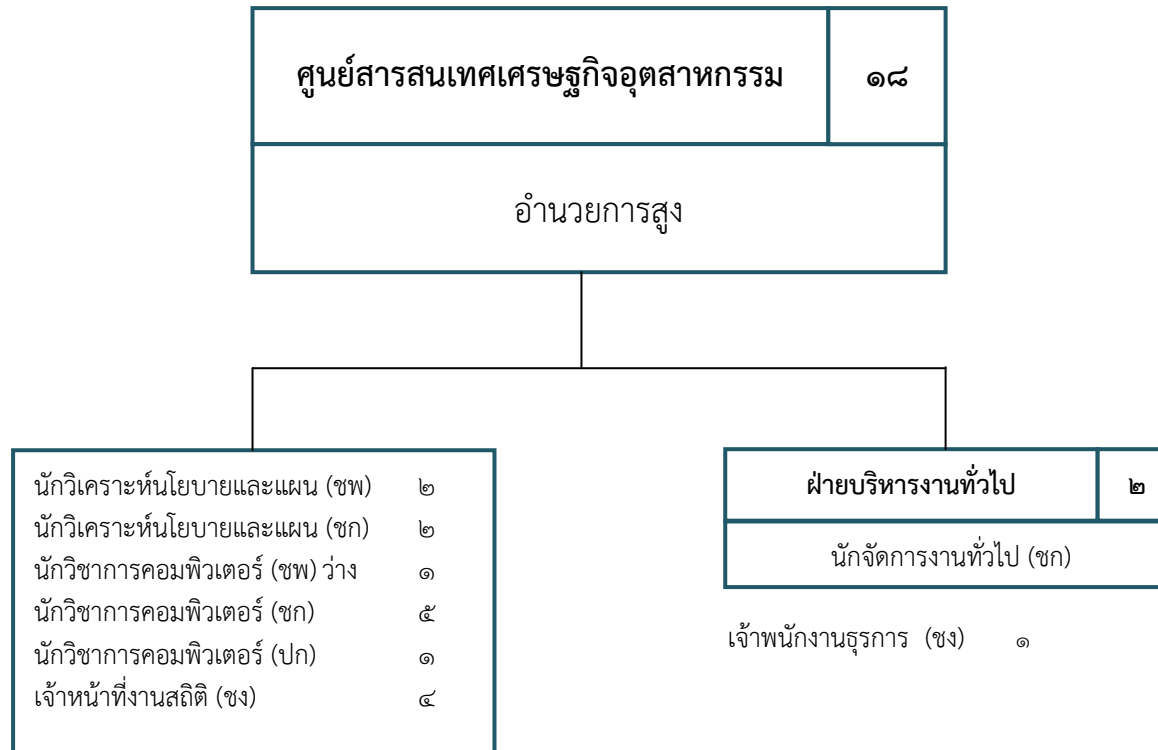 ศูนย์สารสนเทศเศรษฐกิจอุตสาหกรรม ๑๘
อำนวยการสูง
นักวิเคราะห์นโยบายและแผน (ชพ) ๒
นักวิเคราะห์นโยบายและแผน (ชก) ๒
นักวิชาการคอมพิวเตอร์ (ชพ) ว่าง ๑
นักวิชาการคอมพิวเตอร์ (ชก) ๕
นักวิชาการคอมพิวเตอร์ (ปก) ๑
เจ้าหน้าที่งานสถิติ (ชง) ๔
ฝ่ายบริหารงานทั่วไป ๒
นักจัดการงานทั่วไป (ชก)
เจ้าพนักงานธุรการ (ชง) ๑